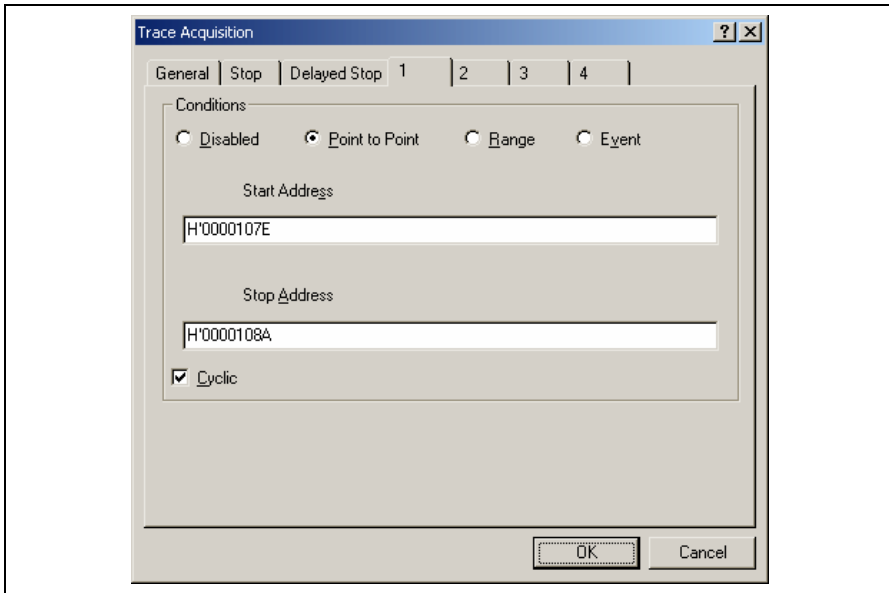 Trace Acquisition
General Stop Delayed Stop 1 2 3 4
Conditions
Disabled Point to Point Range Event
Start Address
H'0000107E
Stop Address
H'0000108A
Cyclic
OK Cancel